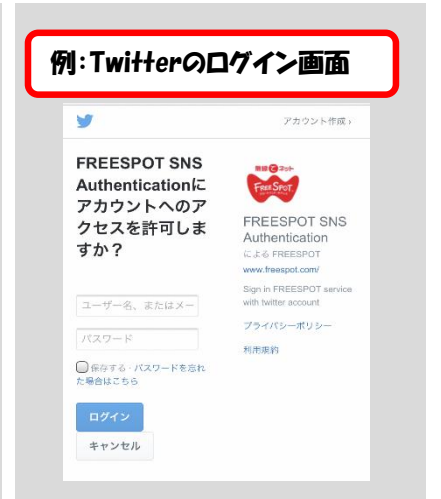 例：Twitterのログイン画面
アカウント作成 ›
FREESPOT SNS
Authenticationに
アカウントへのア
クセスを許可しま
すか？
ユーザー名、またはメー
パスワード
保存する · パスワードを忘れ
た場合はこちら
ログイン
キャンセル
無線でネット
FREESPOT
FREESPOT SNS
Authentication
による FREESPOT
www.freespot.com/
Sign in FREESPOT service
with twitter account
プライバシーポリシー
利用規約